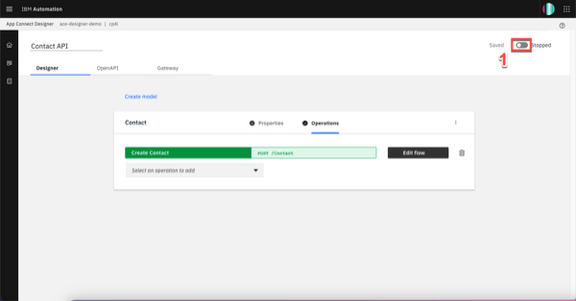 IBM Automation
App Connect Designer ace-designer-demo | cp4i
Contact API
Saved
Stopped
1
Designer
OpenAPI
Gateway
Create model
Contact
Properties
Operations
Create Contact
POST /Contact
Edit flow
Select an operation to add